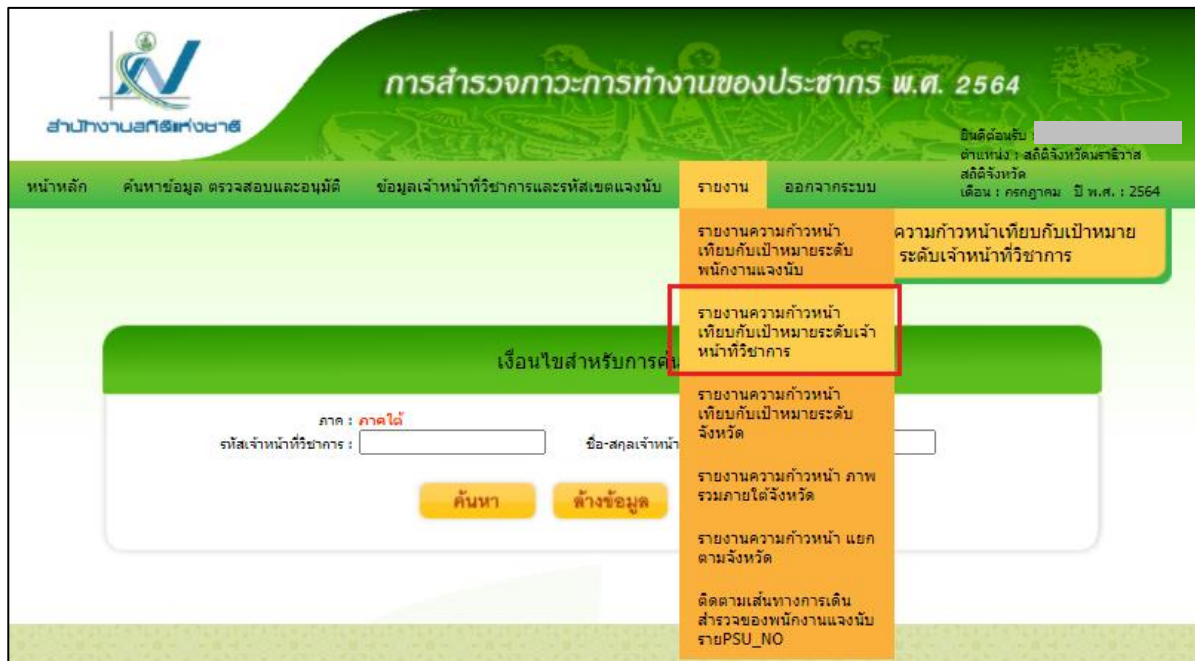 การสำรวจภาวะการทำงานของประชากร พ.ศ. 2564
สำนักงานสถิติแห่งชาติ
ยินดีต้อนรับ :
ตำแหน่ง : สถิติจังหวัดนราธิวาส
สถิติจังหวัด
เดือน : กรกฎาคม ปี พ.ศ. : 2564
หน้าหลัก ค้นหาข้อมูล ตรวจสอบและอนุมัติ ข้อมูลเจ้าหน้าที่วิชาการและรหัสเขตแจงนับ รายงาน ออกจากระบบ
รายงานความก้าวหน้า
เทียบกับเป้าหมายระดับ
พนักงานแจงนับ
ความก้าวหน้าเทียบกับเป้าหมาย
ระดับเจ้าหน้าที่วิชาการ
รายงานความก้าวหน้า
เทียบกับเป้าหมายระดับเจ้า
หน้าที่วิชาการ
รายงานความก้าวหน้า
เทียบกับเป้าหมายระดับ
จังหวัด
รายงานความก้าวหน้า ภาพ
รวมภายใต้จังหวัด
รายงานความก้าวหน้า แยก
ตามจังหวัด
ติดตามเส้นทางการเดิน
สำรวจของพนักงานแจงนับ
รายPSU_NO
เงื่อนไขสำหรับการค้น
ภาค : ภาคใต้
รหัสเจ้าหน้าที่วิชาการ : ชื่อ-สกุลเจ้าหน้า
ค้นหา ล้างข้อมูล